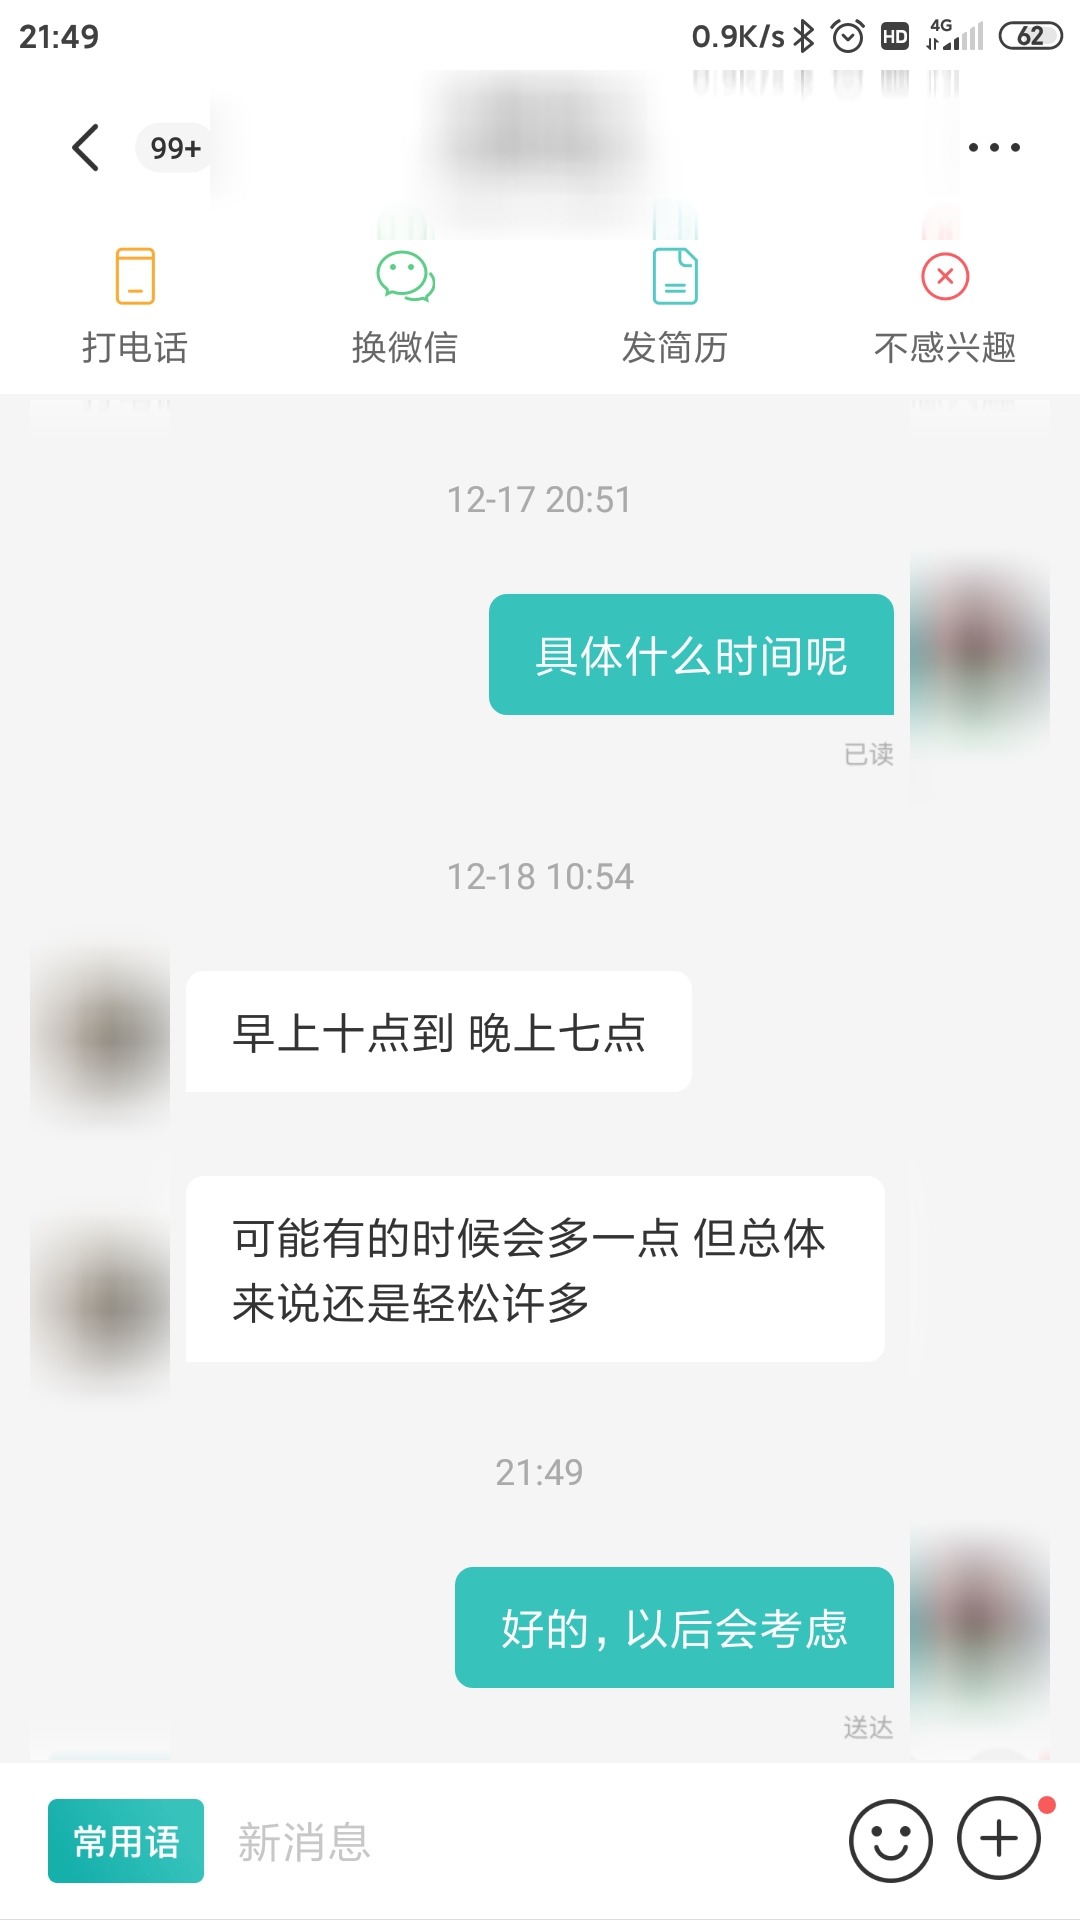 21:49 0.9K/s HD 4G 62
99+
打电话 换微信 发简历 不感兴趣
12-17 20:51
具体什么时间呢
已读
12-18 10:54
早上十点到 晚上七点
可能有的时候会多一点 但总体
来说还是轻松许多
21:49
好的，以后会考虑
送达
常用语 新消息